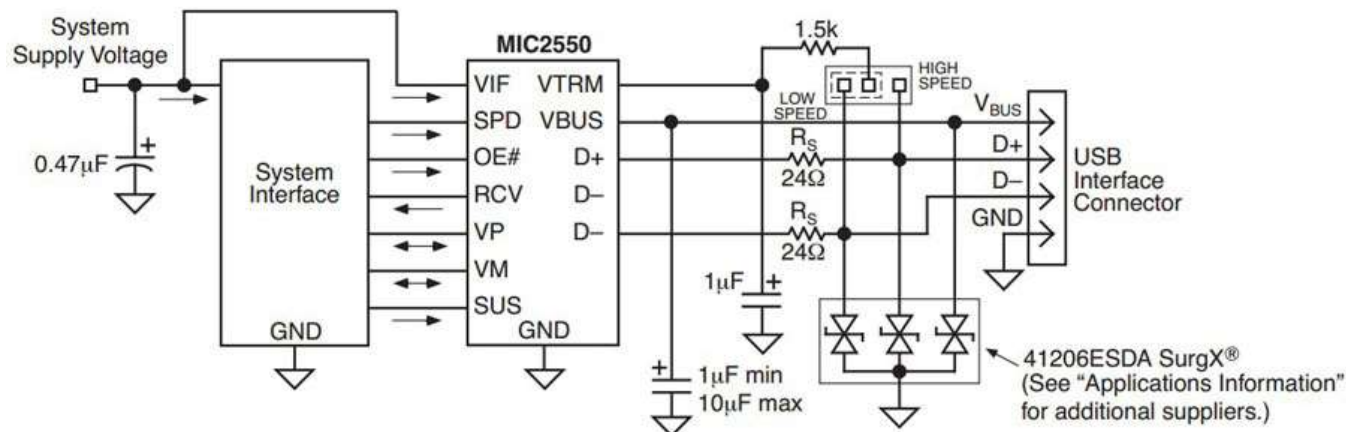 System
Supply Voltage
0.47µF
+
System
Interface
GND
MIC2550
VIF
SPD
OE#
RCV
VP
VM
SUS
VTRM
VBUS
D+
D–
D–
GND
1.5k
LOW
SPEED
HIGH
SPEED
RS
24Ω
RS
24Ω
1µF
+
+
1µF min
10µF max
VBUS
D+
D–
GND
USB
Interface
Connector
41206ESDA SurgX®
(See “Applications Information”
for additional suppliers.)